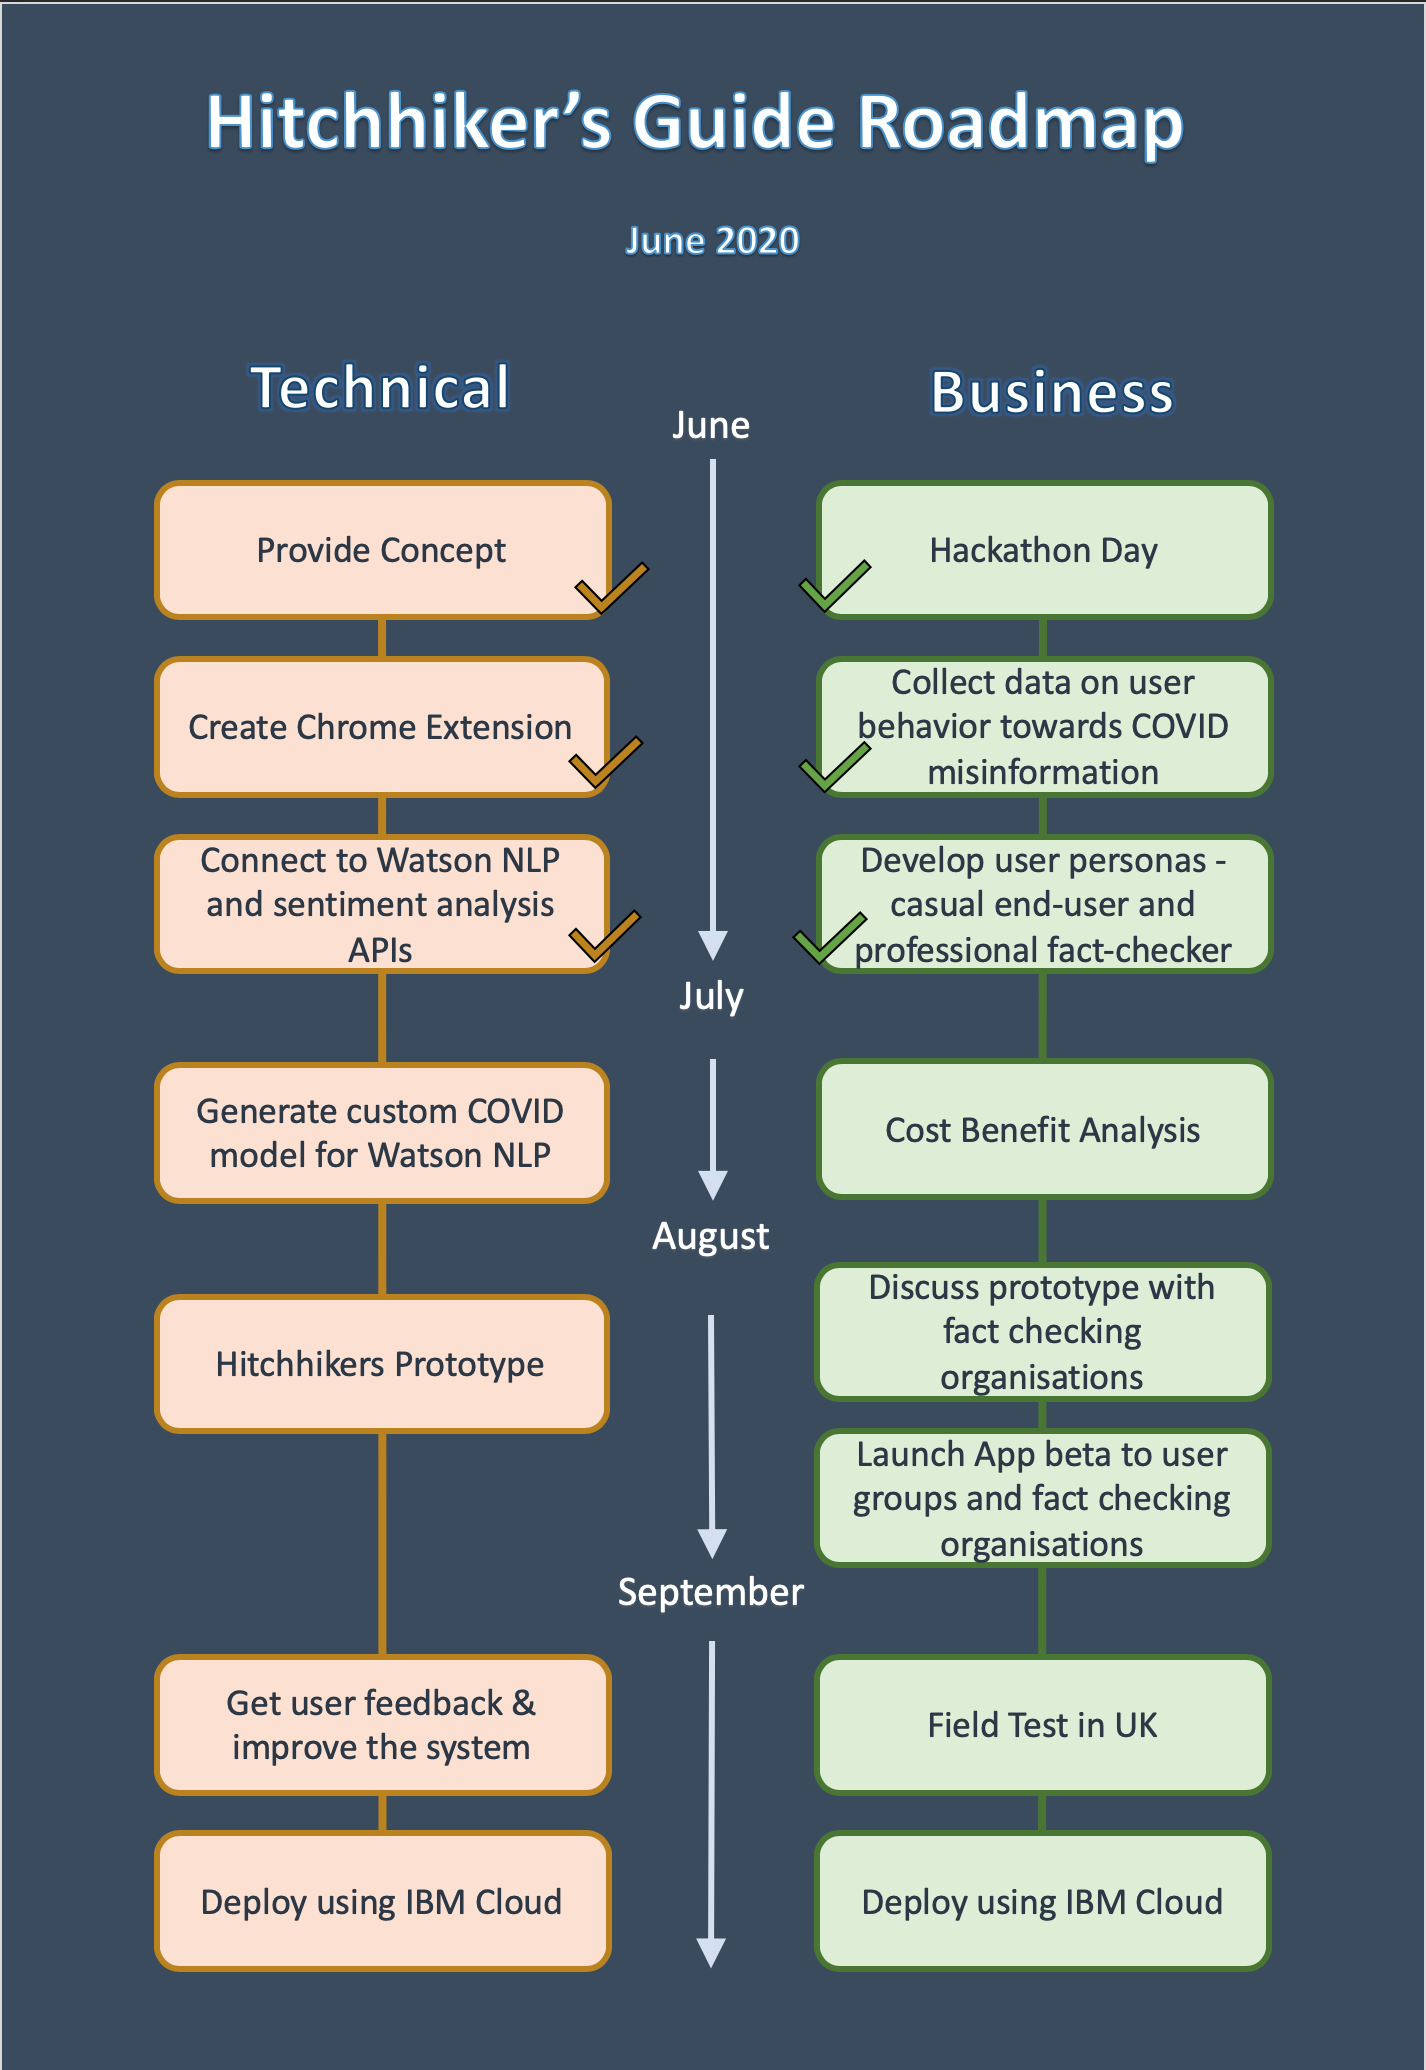 Hitchhiker’s Guide Roadmap
June 2020
Technical
Business
June
Provide Concept
Hackathon Day
Create Chrome Extension
Collect data on user
behavior towards COVID
misinformation
Connect to Watson NLP
and sentiment analysis
APIs
Develop user personas -
casual end-user and
professional fact-checker
July
Generate custom COVID
model for Watson NLP
Cost Benefit Analysis
August
Hitchhikers Prototype
Discuss prototype with
fact checking
organisations
Launch App beta to user
groups and fact checking
organisations
September
Get user feedback &
improve the system
Field Test in UK
Deploy using IBM Cloud
Deploy using IBM Cloud